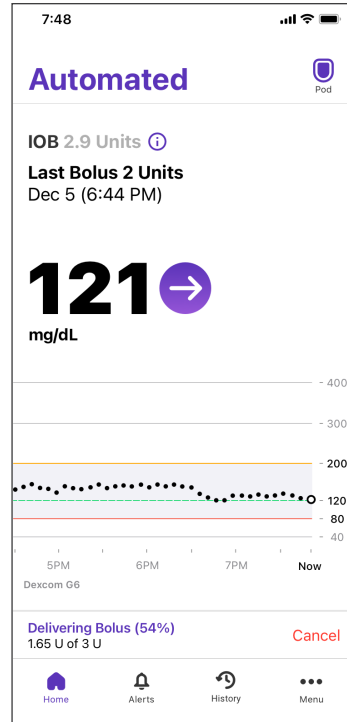 7:48
Automated
Pod
IOB 2.9 Units
Last Bolus 2 Units
Dec 5 (6:44 PM)
121
mg/dL
- 400
- 300
- 200
- 120
- 80
- 40
5PM 6PM 7PM Now
Dexcom G6
Delivering Bolus (54%)
1.65 U of 3 U
Cancel
Home Alerts History Menu